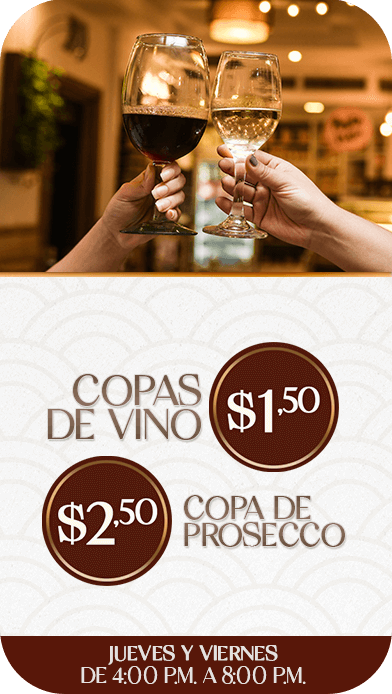 COPAS
DE VINO
$1,50
$2,50
COPA DE
PROSECCO
JUEVES Y VIERNES
DE 4:00 P.M. A 8:00 P.M.